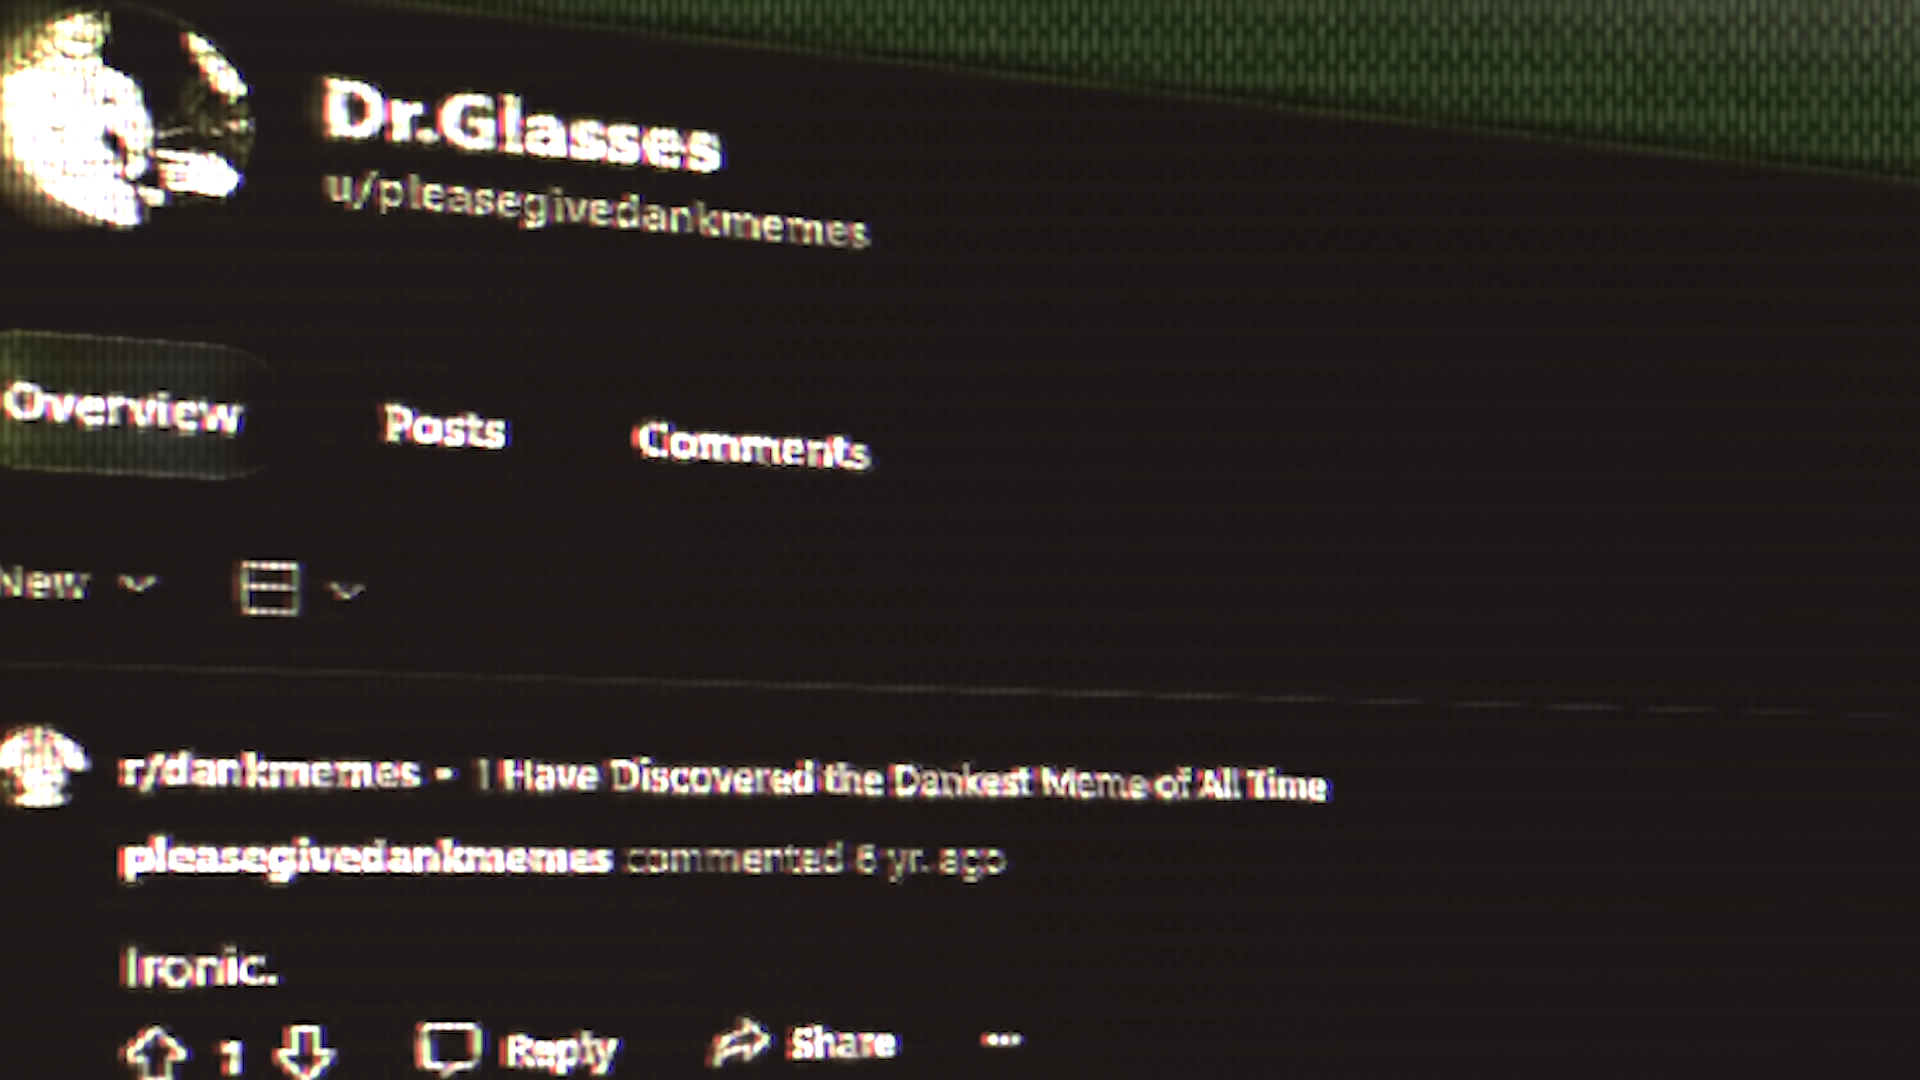 Dr.Glasses
u/pleasegivedankmemes
Overview Posts Comments
New
r/dankmemes • I Have Discovered the Dankest Meme of All Time
pleasegivedankmemes commented 6 yr. ago
Ironic.
1 Reply Share ...